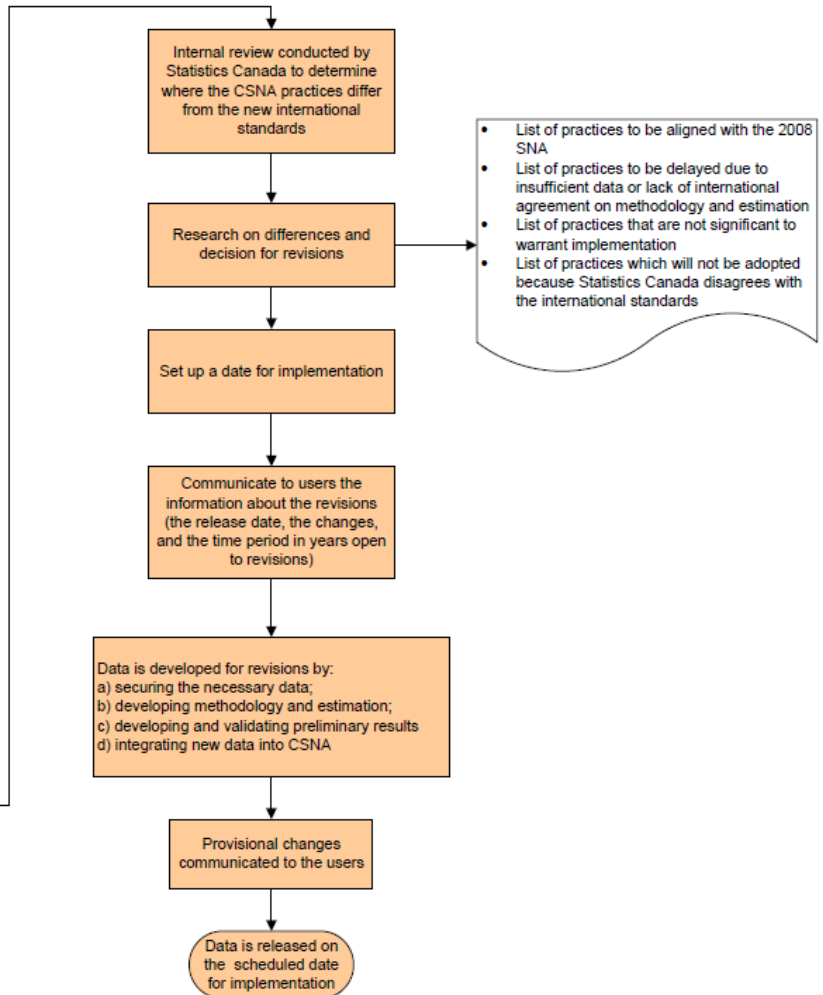 Internal review conducted by
Statistics Canada to determine
where the CSNA practices differ
from the new international
standards
• List of practices to be aligned with the 2008
SNA
• List of practices to be delayed due to
insufficient data or lack of international
agreement on methodology and estimation
• List of practices that are not significant to
warrant implementation
• List of practices which will not be adopted
because Statistics Canada disagrees with
the international standards
Research on differences and
decision for revisions
Set up a date for implementation
Communicate to users the
information about the revisions
(the release date, the changes,
and the time period in years open
to revisions)
Data is developed for revisions by:
a) securing the necessary data;
b) developing methodology and estimation;
c) developing and validating preliminary results
d) integrating new data into CSNA
Provisional changes
communicated to the users
Data is released on
the scheduled date
for implementation